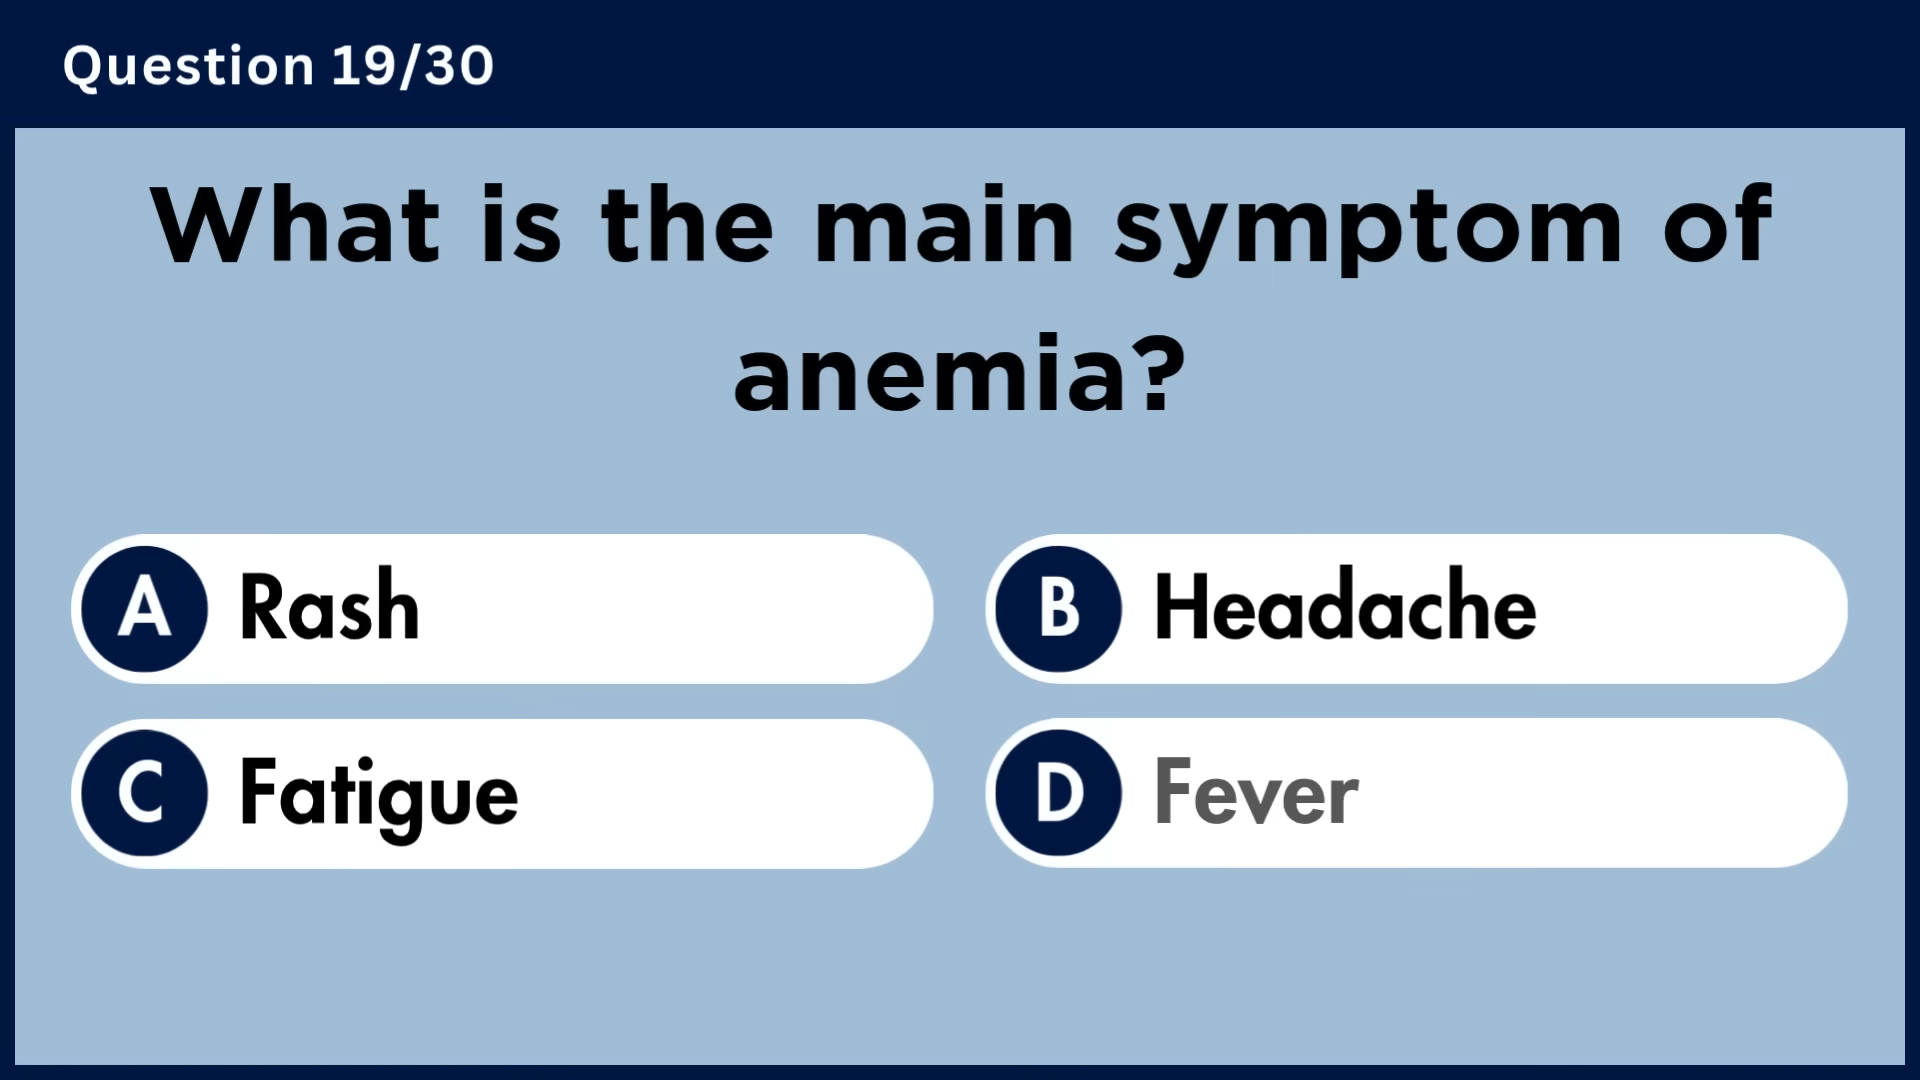 Question 19/30
What is the main symptom of
anemia?
A Rash
B Headache
C Fatigue
D Fever